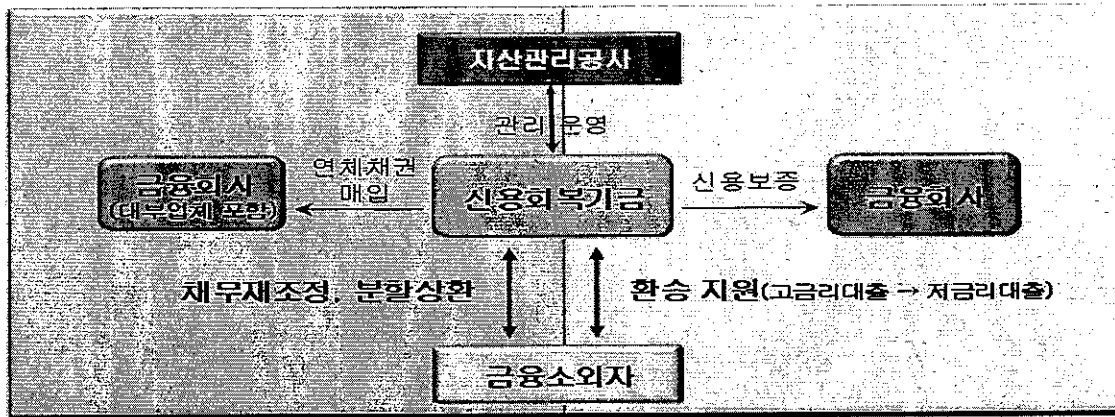 자산관리공사
관리 운영
금융회사
(대부업체 포함)
연체채권
매입
신용회복기금
신용보증
금융회사
채무재조정, 분할상환
환승 지원(고금리대출 → 저금리대출)
금융소외자